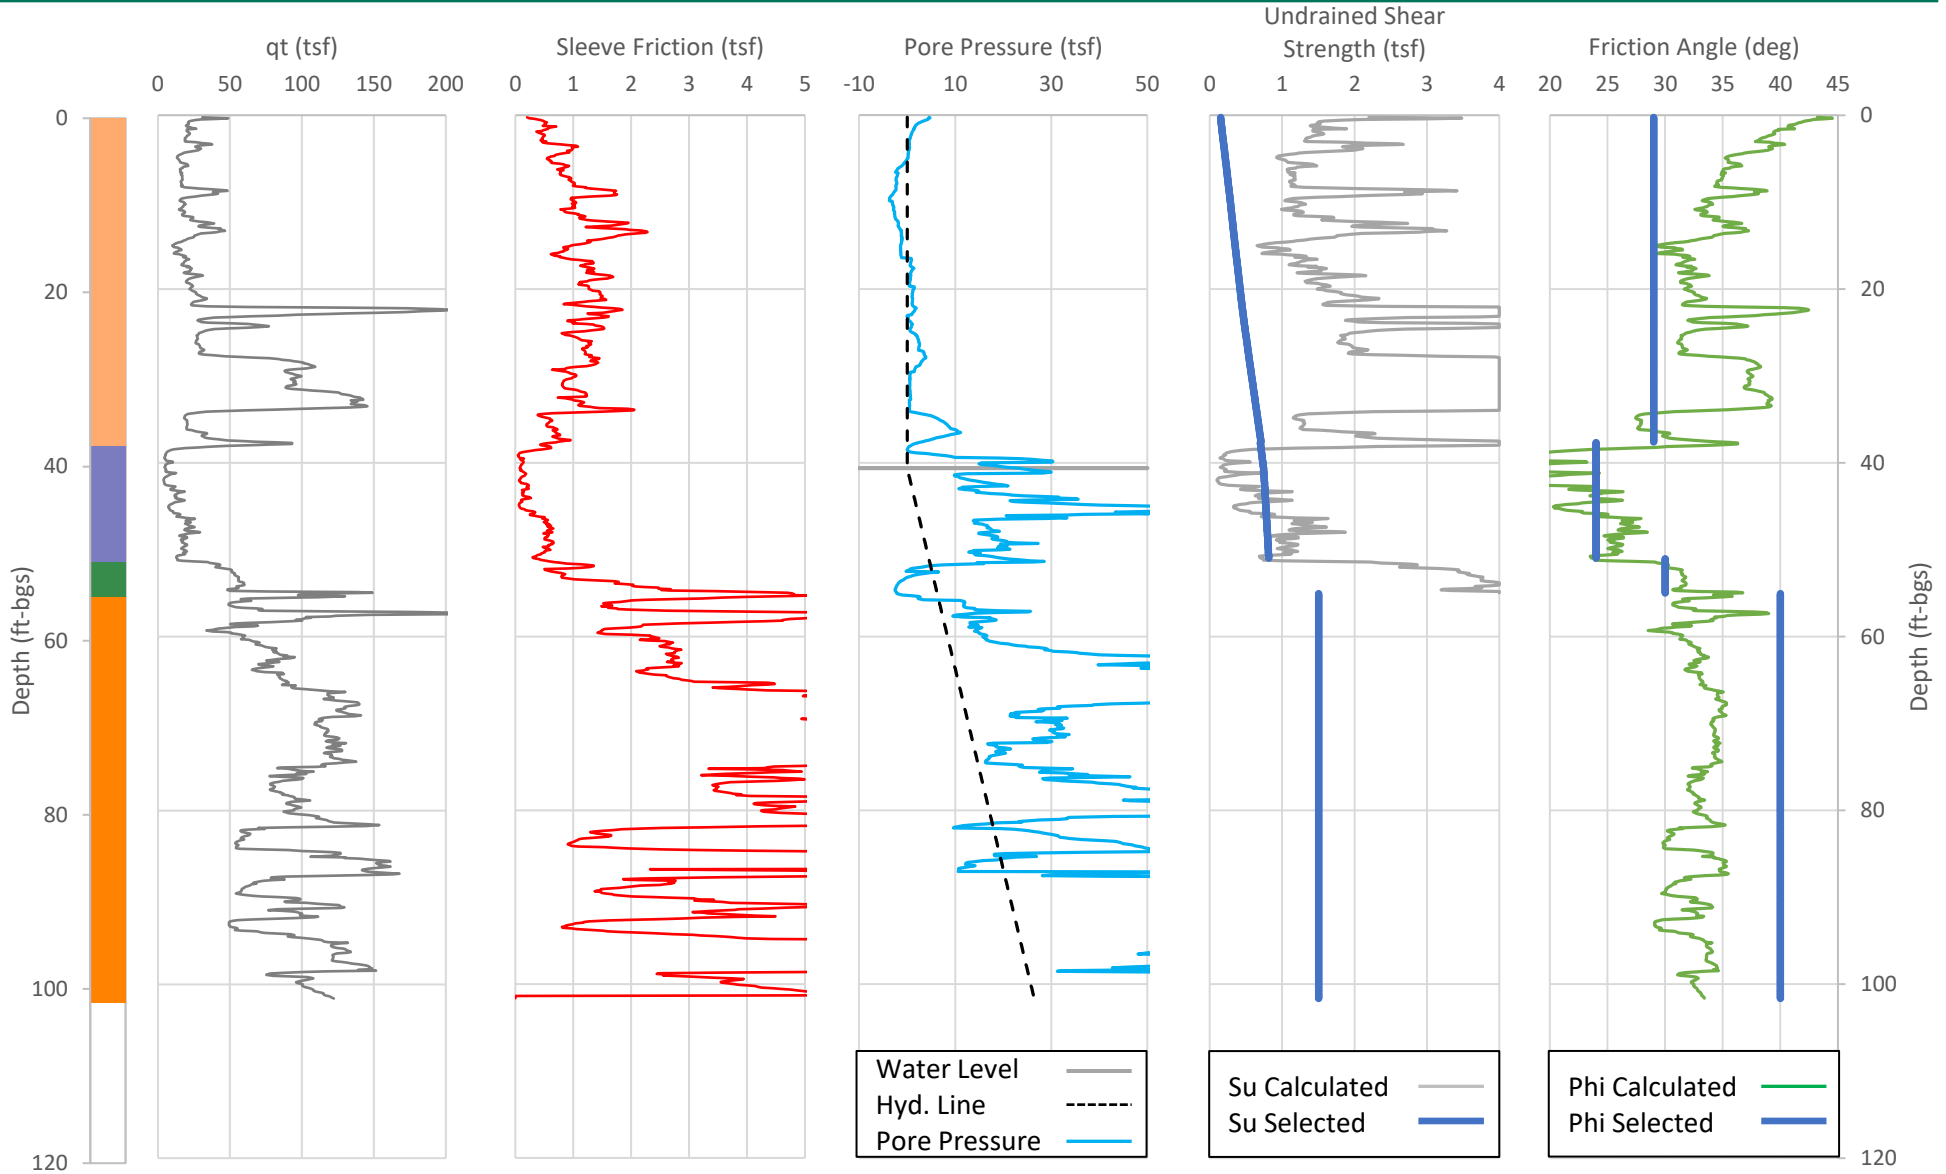 Undrained Shear
Strength (tsf)
qt (tsf)
Sleeve Friction (tsf)
Pore Pressure (tsf)
Friction Angle (deg)
0 50 100 150 200
0 1 2 3 4 5
-10 10 30 50
0 1 2 3 4
20 25 30 35 40 45
0
20
40
60
80
100
120
Depth (ft-bgs)
0
20
40
60
80
100
120
Depth (ft-bgs)
Water Level
Hyd. Line
Pore Pressure
Su Calculated
Su Selected
Phi Calculated
Phi Selected